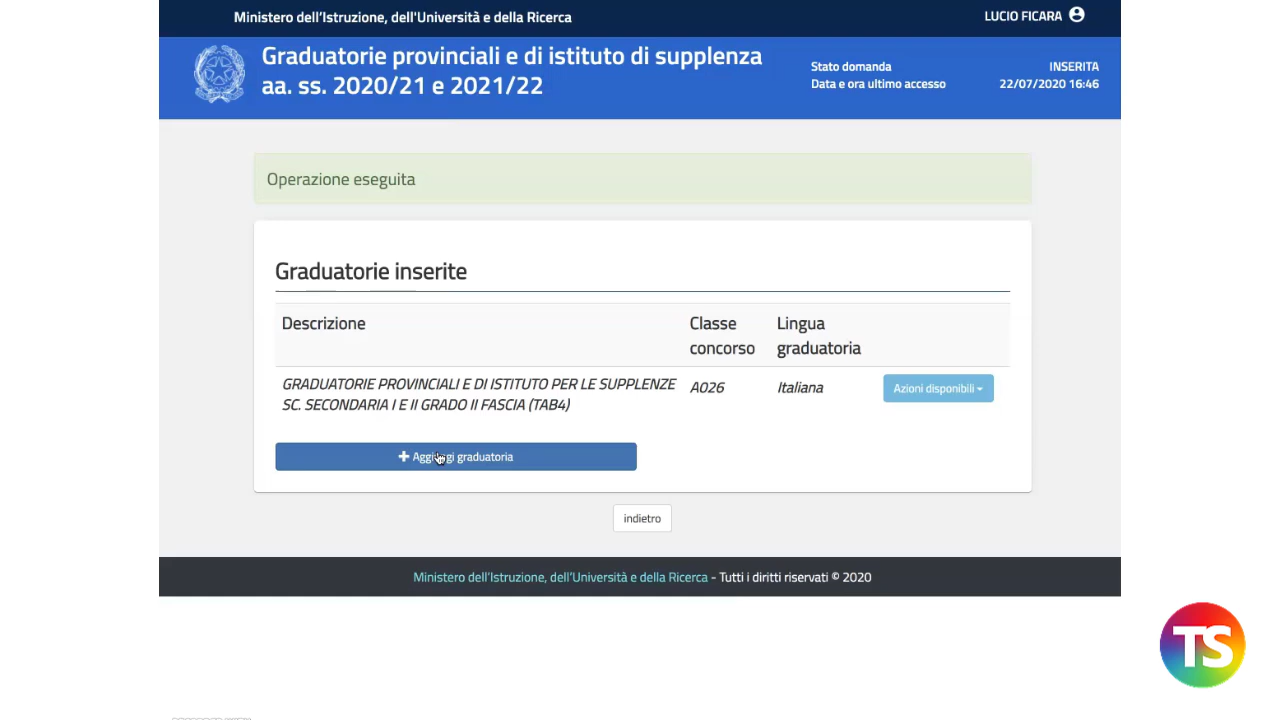 Ministero dell'Istruzione, dell'Università e della Ricerca
LUCIO FICARA
Graduatorie provinciali e di istituto di supplenza
aa. ss. 2020/21 e 2021/22
Stato domanda INSERITA
Data e ora ultimo accesso 22/07/2020 16:46
Operazione eseguita
Graduatorie inserite
Descrizione Classe concorso Lingua graduatoria
GRADUATORIE PROVINCIALI E DI ISTITUTO PER LE SUPPLENZE A026 Italiana Azioni disponibili
SC. SECONDARIA I E II GRADO II FASCIA (TAB4)
Aggiungi graduatoria
indietro
Ministero dell'Istruzione, dell'Università e della Ricerca - Tutti i diritti riservati © 2020
TS